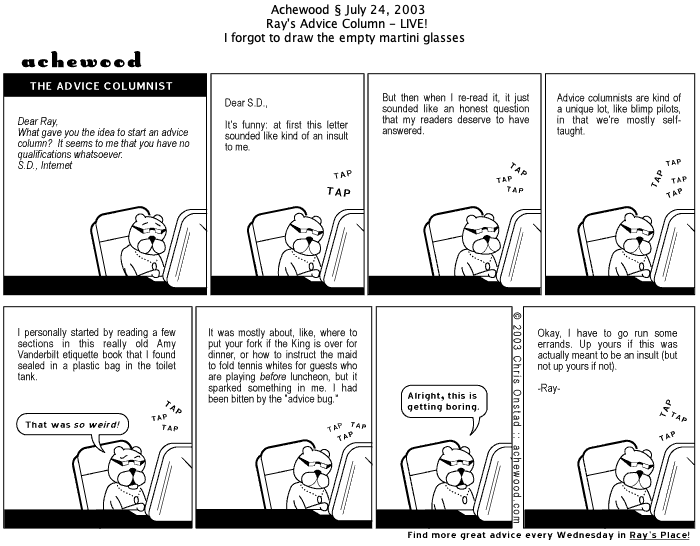 Achewood § July 24, 2003
Ray's Advice Column – LIVE!
I forgot to draw the empty martini glasses
achewood
THE ADVICE COLUMNIST
Dear Ray,
What gave you the idea to start an advice
column? It seems to me that you have no
qualifications whatsoever.
S.D., Internet
Dear S.D.,
It's funny: at first this letter
sounded like kind of an insult
to me.
TAP
TAP
But then when I re-read it, it just
sounded like an honest question
that my readers deserve to have
answered.
TAP
TAP
TAP
Advice columnists are kind of
a unique lot, like blimp pilots,
in that we're mostly self-
taught.
TAP
TAP
TAP
TAP
I personally started by reading a few
sections in this really old Amy
Vanderbilt etiquette book that I found
sealed in a plastic bag in the toilet
tank.
TAP
TAP
TAP
That was so weird!
It was mostly about, like, where to
put your fork if the King is over for
dinner, or how to instruct the maid
to fold tennis whites for guests who
are playing before luncheon, but it
sparked something in me. I had
been bitten by the "advice bug."
TAP
TAP
TAP
TAP
Alright, this is
getting boring.
© 2003 Chris Onstad :: achewood.com
Okay, I have to go run some
errands. Up yours if this was
actually meant to be an insult (but
not up yours if not).
-Ray-
TAP
TAP
TAP
Find more great advice every Wednesday in Ray's Place!